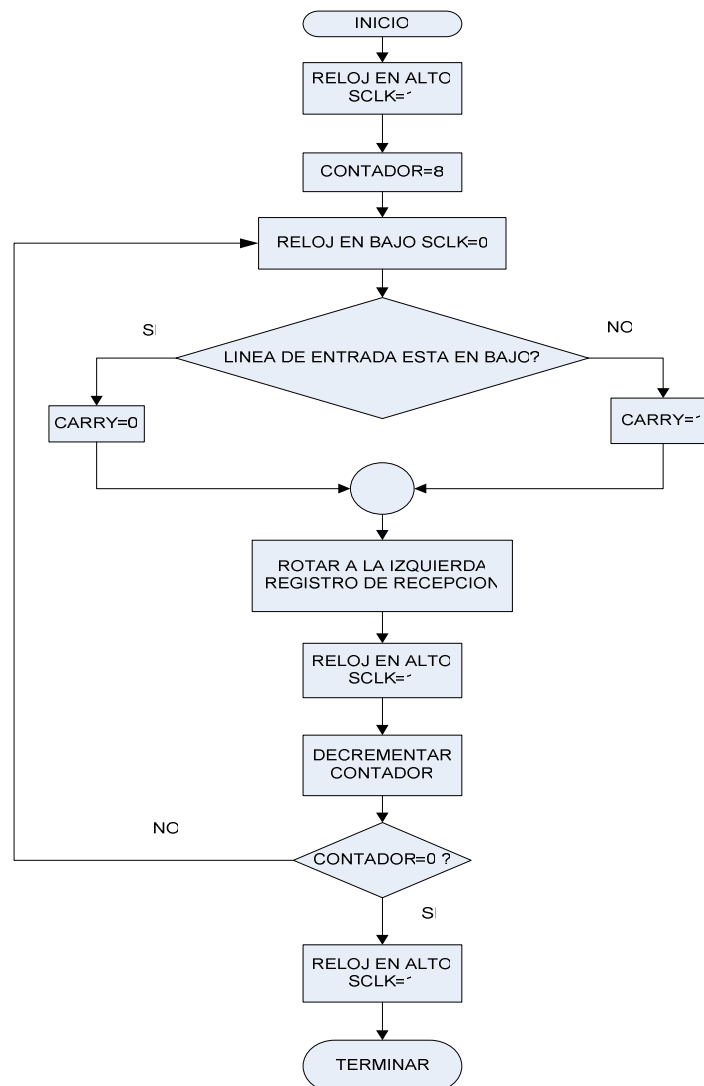 INICIO
RELOJ EN ALTO
SCLK=1
CONTADOR=8
RELOJ EN BAJO SCLK=0
SI
NO
LINEA DE ENTRADA ESTA EN BAJO?
CARRY=0
CARRY=1
ROTAR A LA IZQUIERDA
REGISTRO DE RECEPCION
RELOJ EN ALTO
SCLK=1
DECREMENTAR
CONTADOR
NO
CONTADOR=0 ?
SI
RELOJ EN ALTO
SCLK=1
TERMINAR